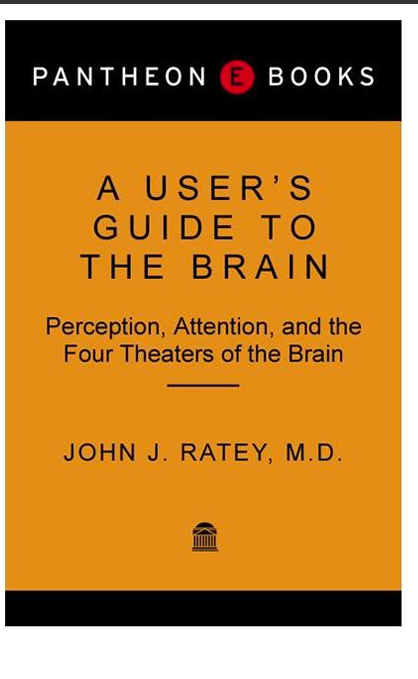 PANTHEON E BOOKS
A USER'S
GUIDE TO
THE BRAIN
Perception, Attention, and the
Four Theaters of the Brain
JOHN J. RATEY, M.D.